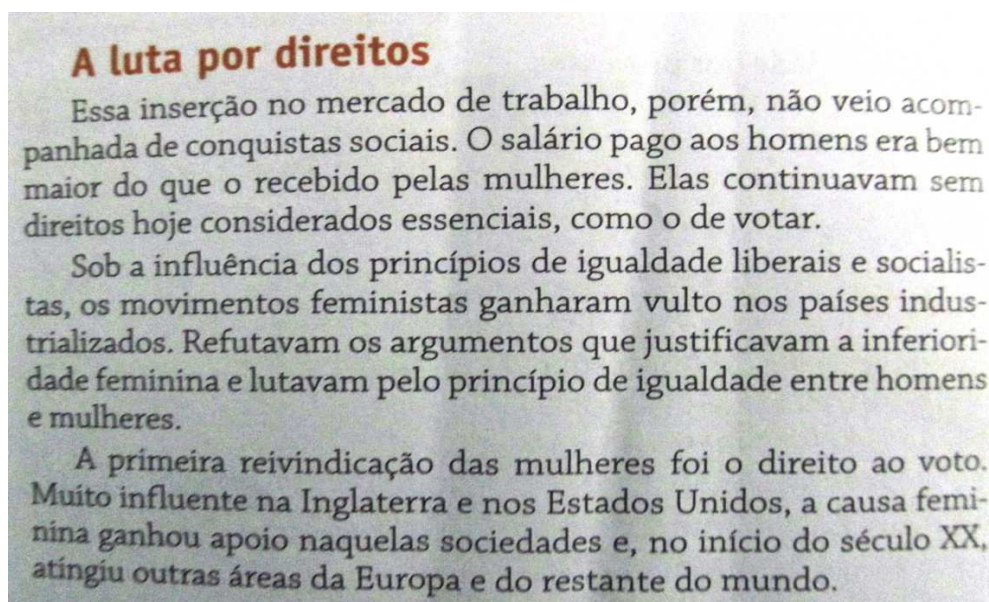 A luta por direitos
Essa inserção no mercado de trabalho, porém, não veio acom-
panhada de conquistas sociais. O salário pago aos homens era bem
maior do que o recebido pelas mulheres. Elas continuavam sem
direitos hoje considerados essenciais, como o de votar.
Sob a influência dos princípios de igualdade liberais e socialis-
tas, os movimentos feministas ganharam vulto nos países indus-
trializados. Refutavam os argumentos que justificavam a inferiori-
dade feminina e lutavam pelo princípio de igualdade entre homens
e mulheres.
A primeira reivindicação das mulheres foi o direito ao voto.
Muito influente na Inglaterra e nos Estados Unidos, a causa femi-
nina ganhou apoio naquelas sociedades e, no início do século XX,
atingiu outras áreas da Europa e do restante do mundo.